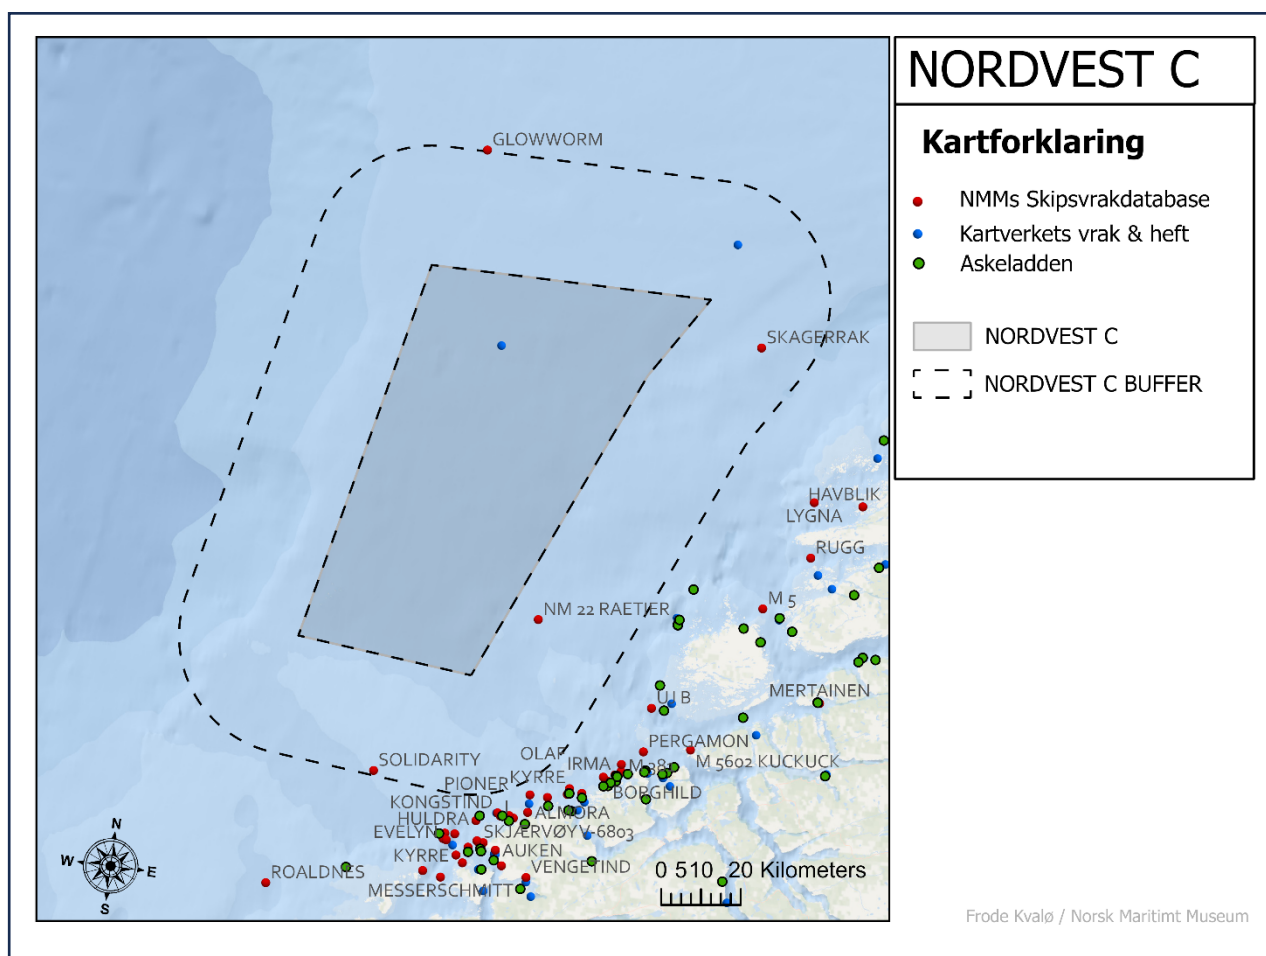 NORDVEST C
Kartforklaring
NMMs Skipsvrakdatabase
Kartverkets vrak & heft
Askeladden
NORDVEST C
NORDVEST C BUFFER
GLOWWORM
SKAGERRAK
HAVBLIK
LYGNA
RUGG
M 5
NM 22 RAETIER
MERTAINEN
UJ B
PERGAMON
M 5602 KUCKUCK
SOLIDARITY
OLAF
IRMA
M 38
PIONER
KYRRE
BORGHILD
KONGSTIND
HULDRA
ALMORA
EVELYN
SKJÆRVØY
V-6803
KYRRE
AUKEN
VENGETIND
ROALDNES
MESSERSCHMITT
N
W
E
S
0 5 10 20 Kilometers
Frode Kvalø / Norsk Maritimt Museum